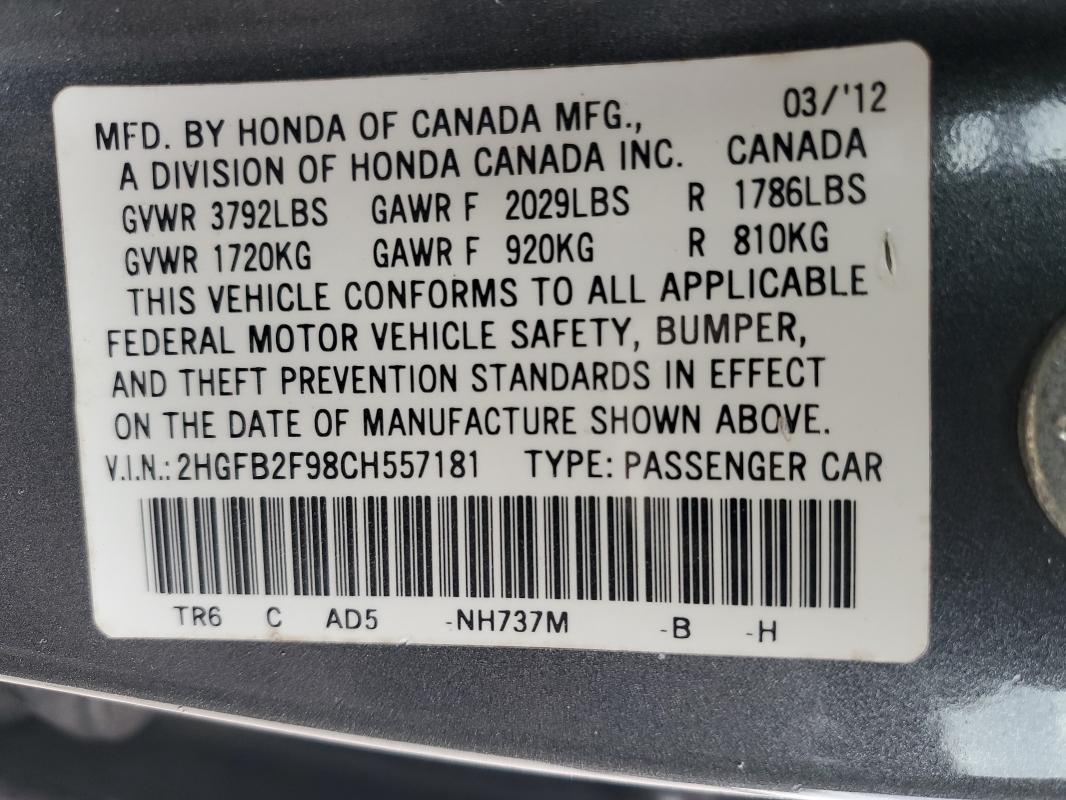 03/'12
MFD. BY HONDA OF CANADA MFG.,
A DIVISION OF HONDA CANADA INC. CANADA
GVWR 3792LBS GAWR F 2029LBS R 1786LBS
GVWR 1720KG GAWR F 920KG R 810KG
THIS VEHICLE CONFORMS TO ALL APPLICABLE
FEDERAL MOTOR VEHICLE SAFETY, BUMPER,
AND THEFT PREVENTION STANDARDS IN EFFECT
ON THE DATE OF MANUFACTURE SHOWN ABOVE.
V.I.N.: 2HGFB2F98CH557181 TYPE: PASSENGER CAR
TR6 C AD5 -NH737M -B -H